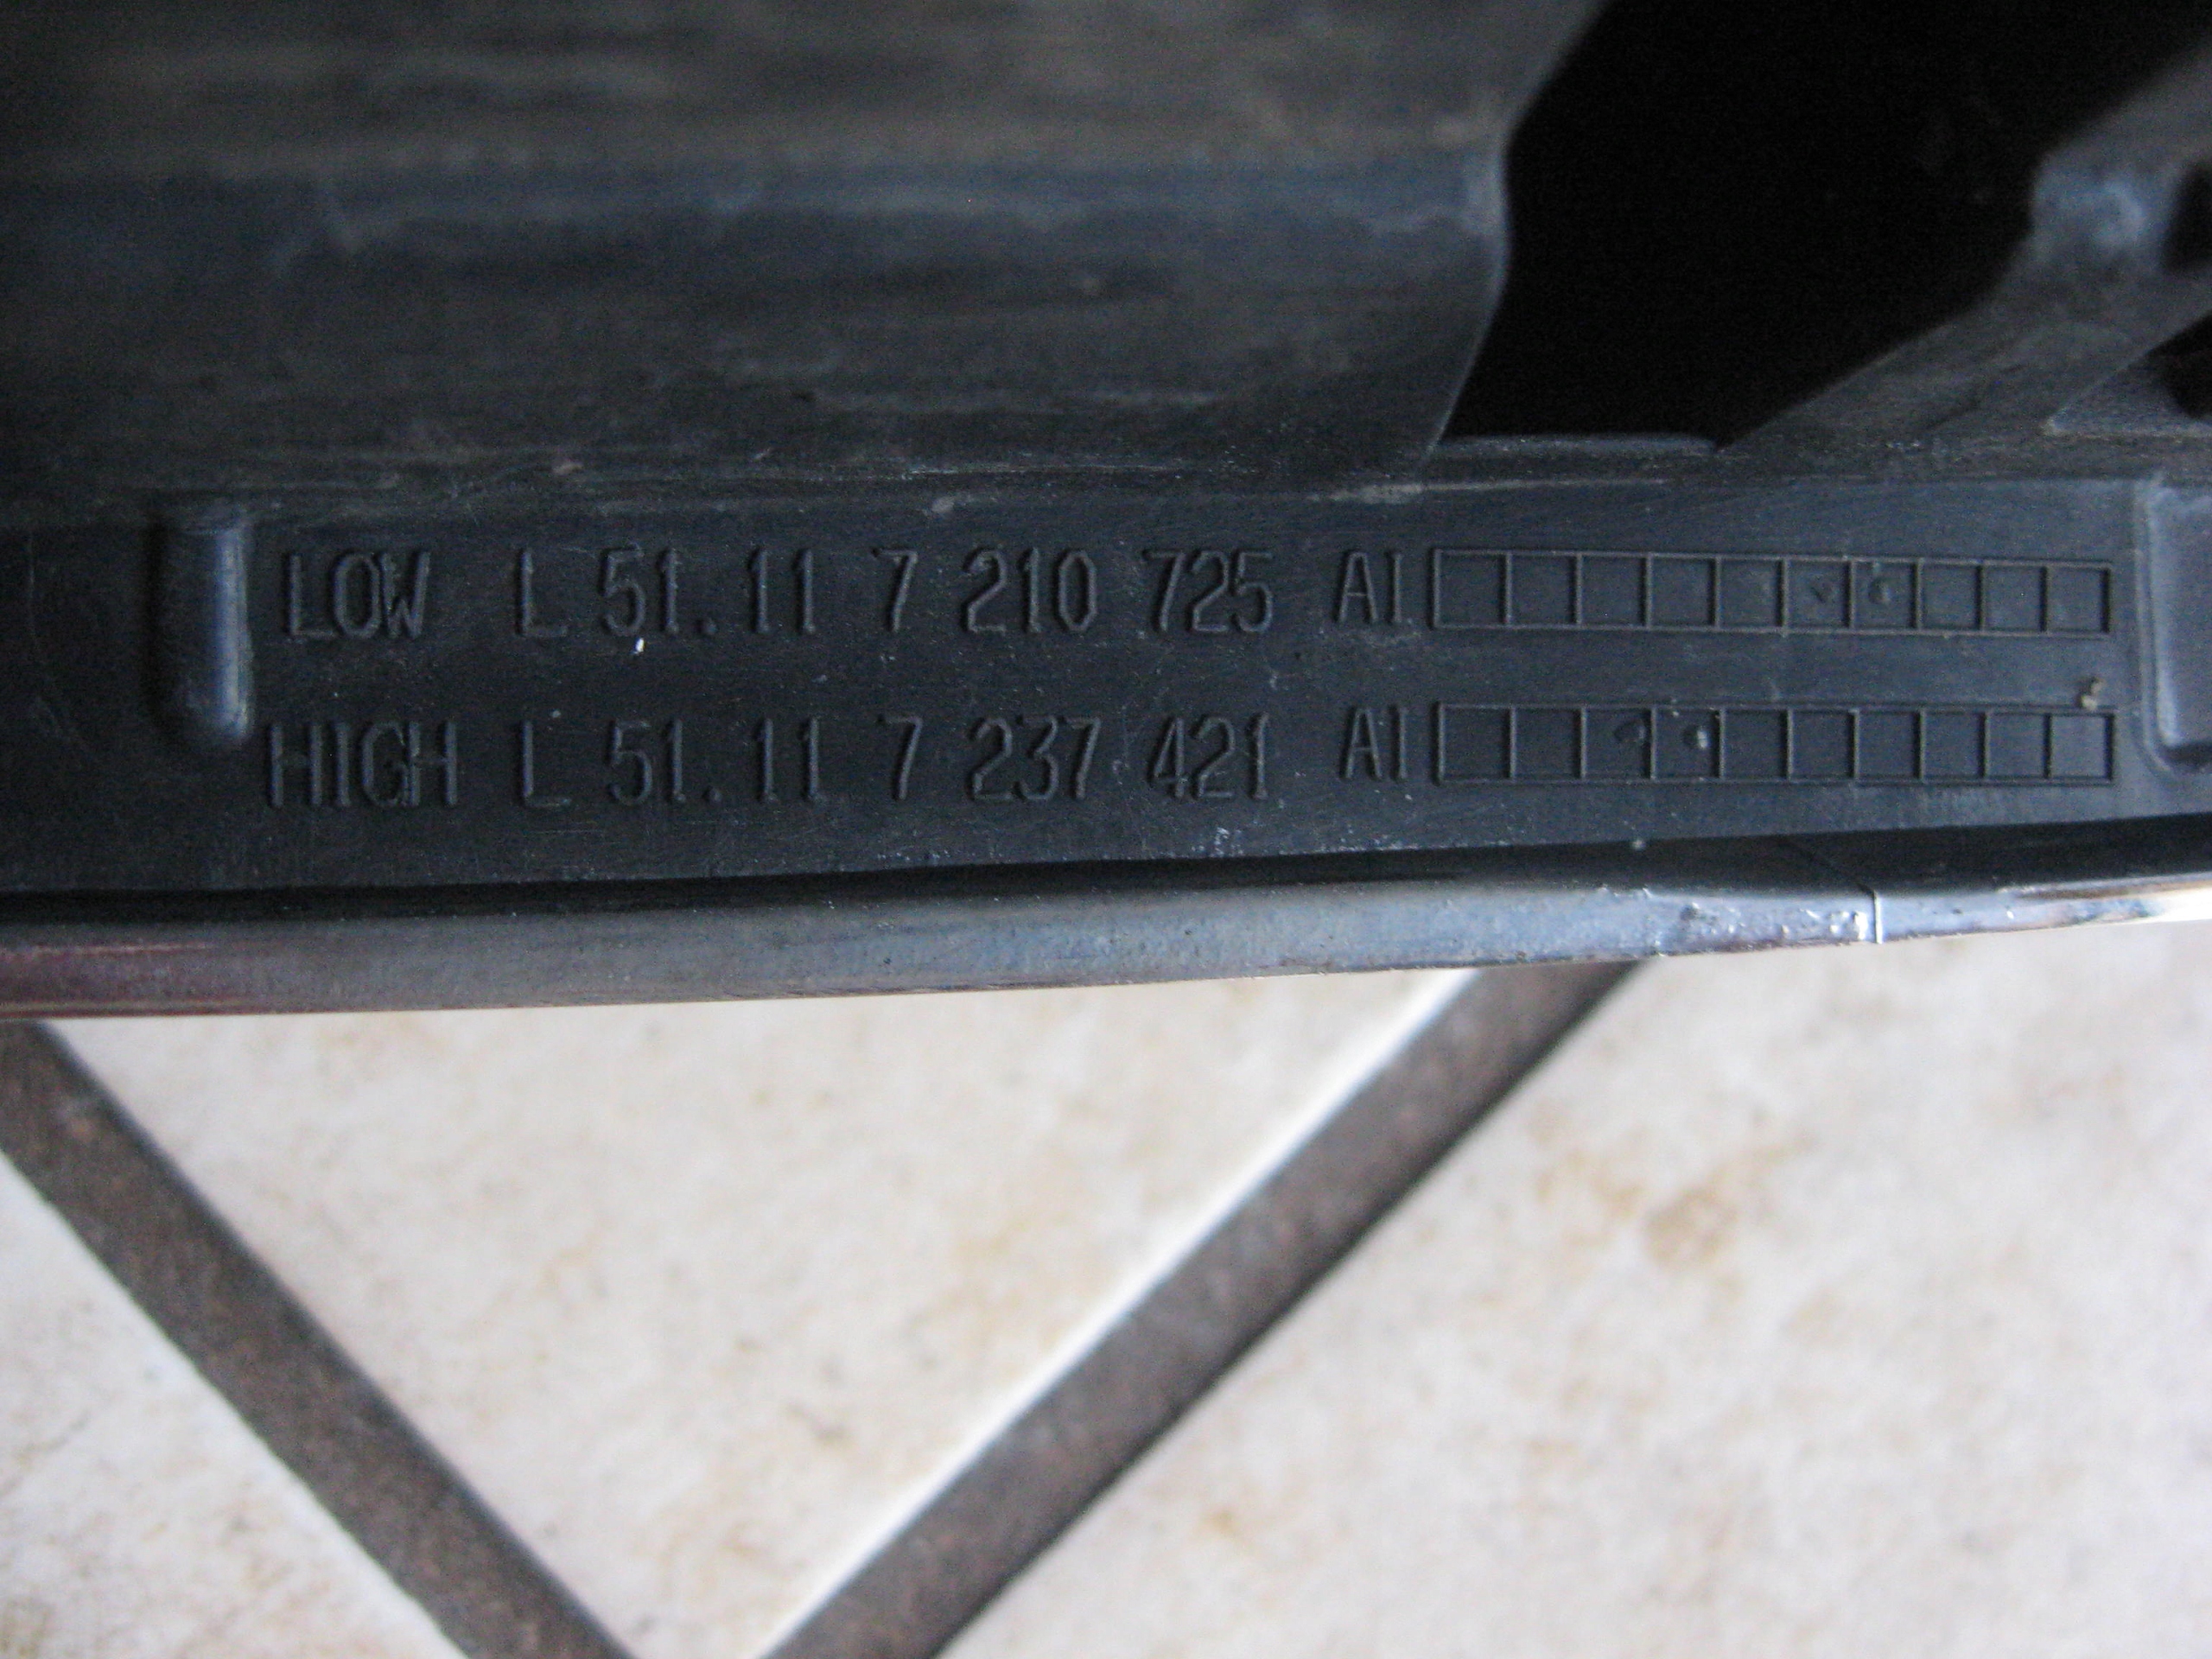 LOW L 51.11 7 210 725 AI
HIGH L 51.11 7 237 421 AI